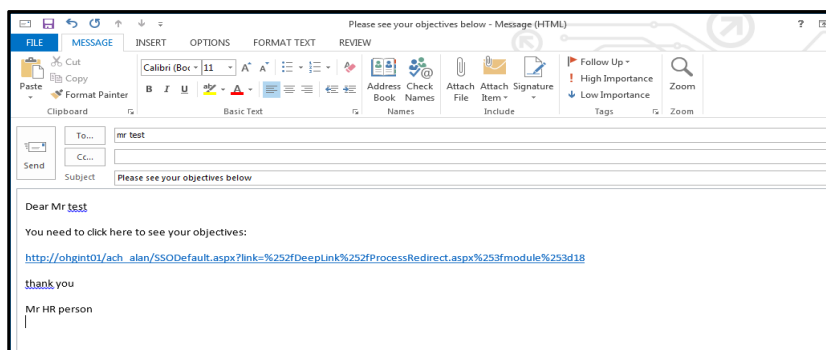 Please see your objectives below - Message (HTML)
?
FILE MESSAGE INSERT OPTIONS FORMAT TEXT REVIEW
Cut
Copy
Format Painter
Paste
Clipboard
Calibri (Boc 11
A A
B I U A
Basic Text
Address Book
Check Names
Names
Attach File
Attach Item
Signature
Include
Follow Up
! High Importance
Low Importance
Tags
Zoom
Zoom
Send
To... mr test
Cc...
Subject Please see your objectives below
Dear Mr test
You need to click here to see your objectives:
http://ohgint01/ach_alan/SSODefault.aspx?link=%252fDeepLink%252fProcessRedirect.aspx%253fmodule%253d18
thank you
Mr HR person